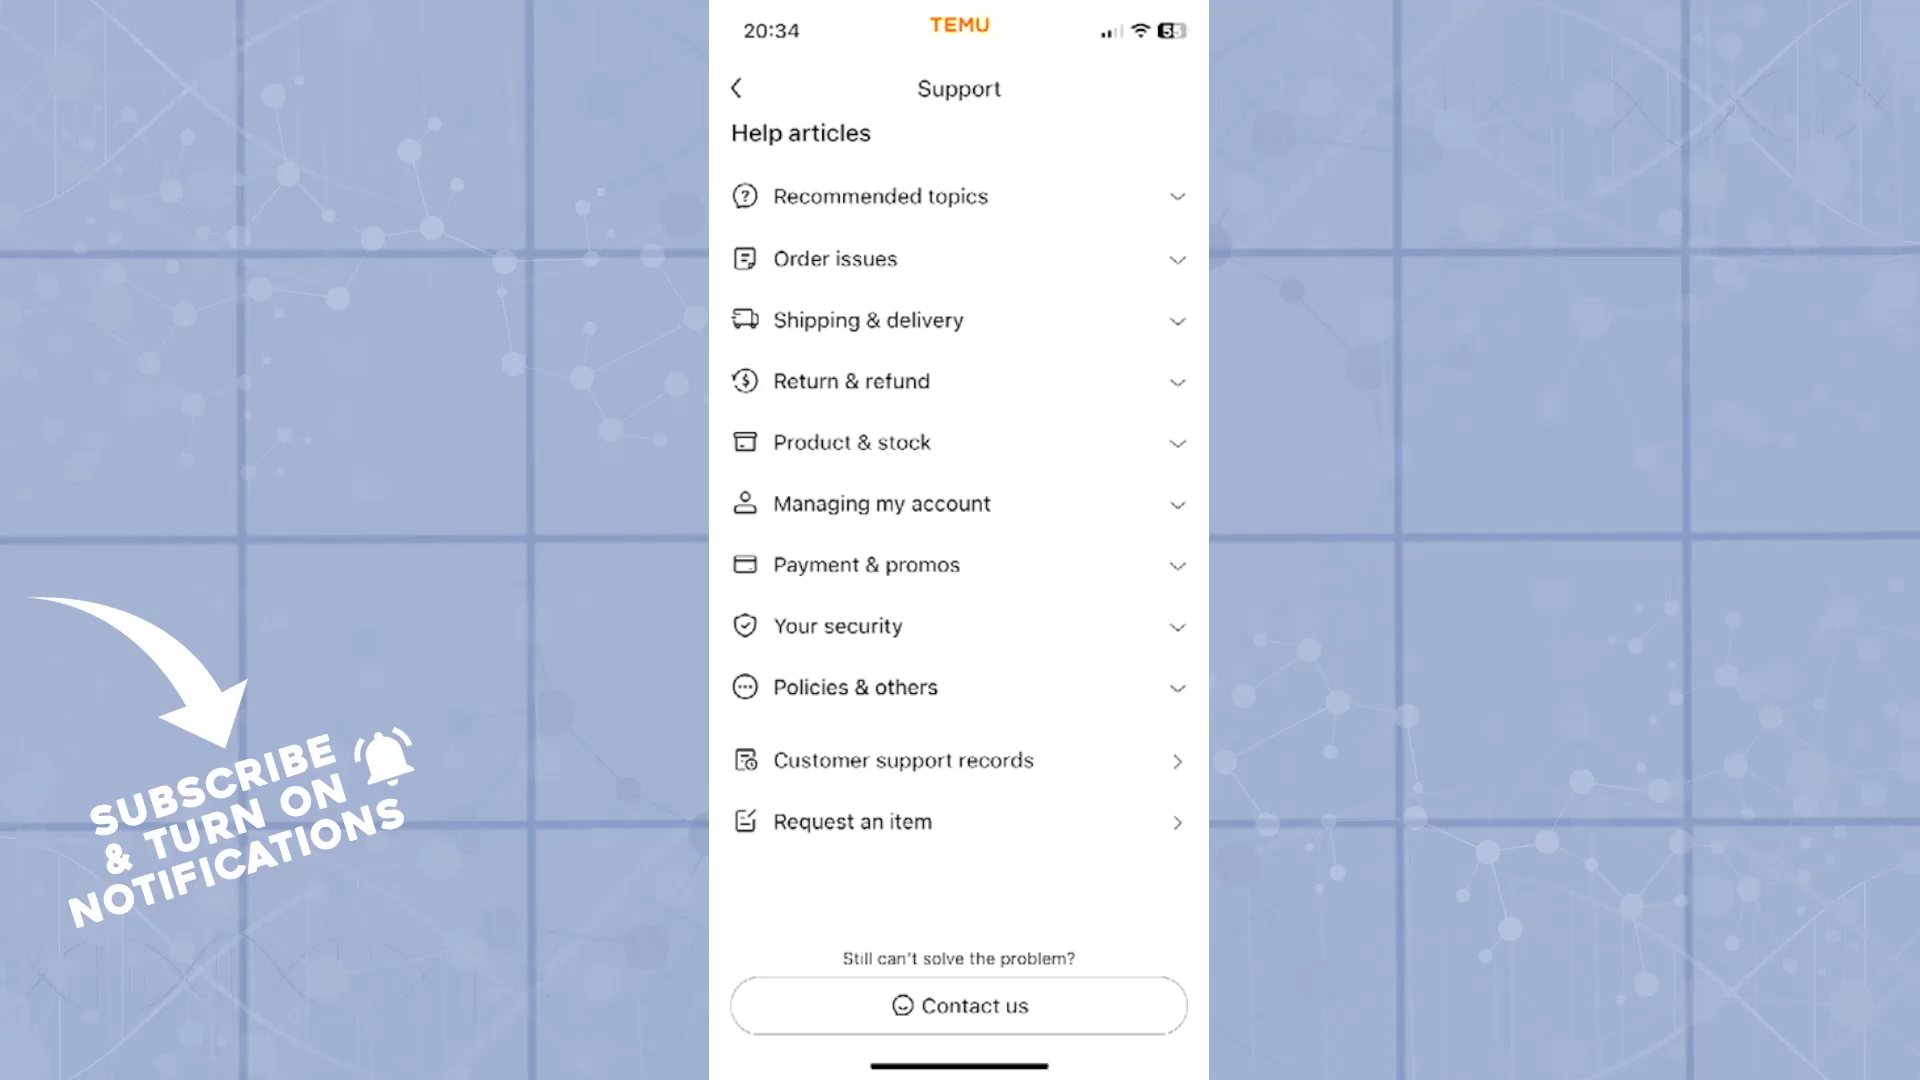 20:34
TEMU
55
Support
Help articles
Recommended topics
Order issues
Shipping & delivery
Return & refund
Product & stock
Managing my account
Payment & promos
Your security
Policies & others
Customer support records
Request an item
Still can't solve the problem?
Contact us
SUBSCRIBE
& TURN ON
NOTIFICATIONS